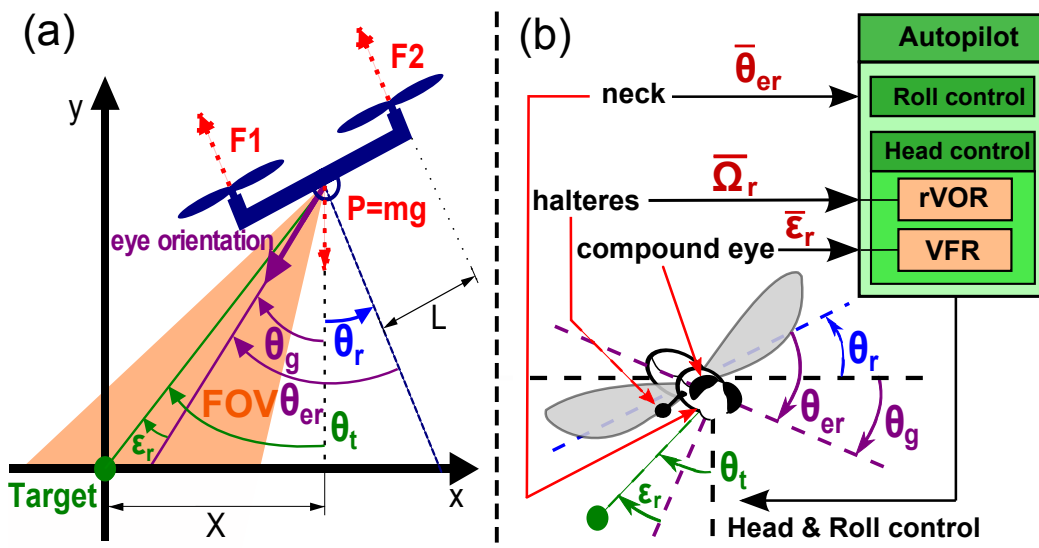 (a)
y
F1
F2
P=mg
eye orientation
θg
θr
L
FOV
θer
θt
εr
Target
x
X
(b)
Autopilot
neck
θ̅er
Roll control
Head control
halteres
Ω̅r
rVOR
compound eye
ε̅r
VFR
θr
θer
θg
θt
εr
Head & Roll control